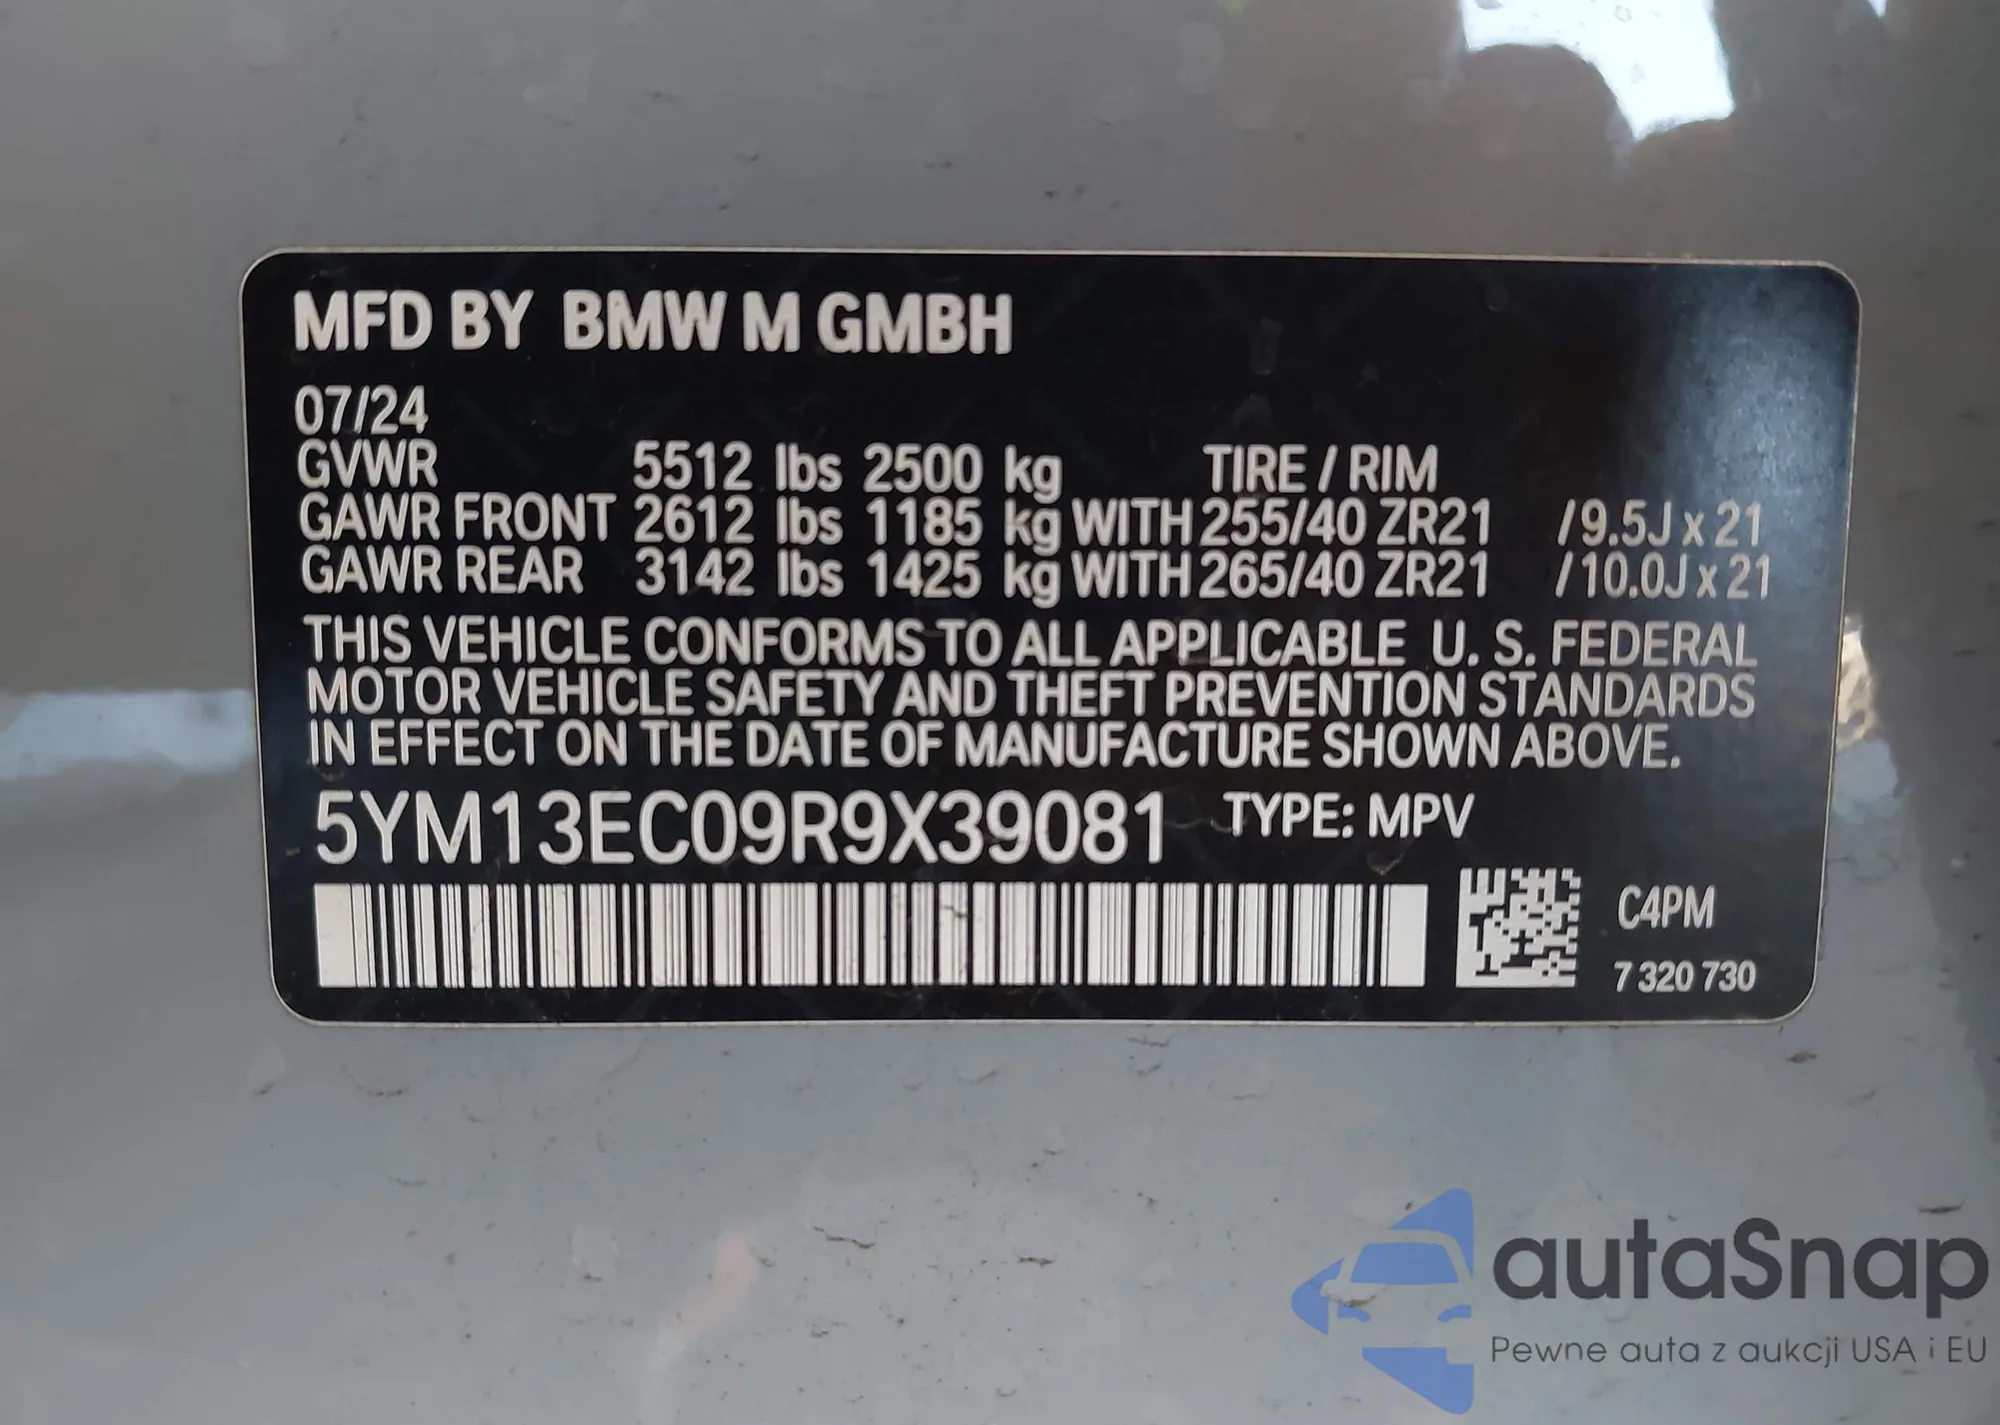 MFD BY BMW M GMBH
07/24
GVWR 5512 lbs 2500 kg TIRE / RIM
GAWR FRONT 2612 lbs 1185 kg WITH 255/40 ZR21 /9.5J x 21
GAWR REAR 3142 lbs 1425 kg WITH 265/40 ZR21 /10.0J x 21
THIS VEHICLE CONFORMS TO ALL APPLICABLE U. S. FEDERAL
MOTOR VEHICLE SAFETY AND THEFT PREVENTION STANDARDS
IN EFFECT ON THE DATE OF MANUFACTURE SHOWN ABOVE.
5YM13EC09R9X39081 TYPE: MPV
C4PM
7 320 730
autaSnap
Pewne auta z aukcji USA i EU